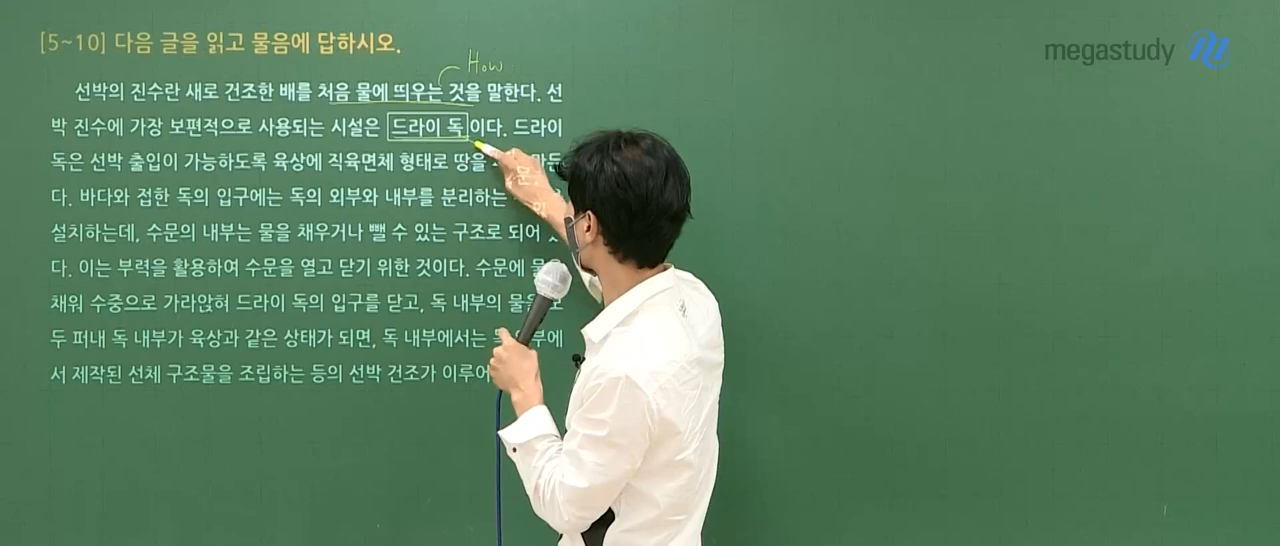 [5~10] 다음 글을 읽고 물음에 답하시오.
megastudy
How
선박의 진수란 새로 건조한 배를 처음 물에 띄우는 것을 말한다. 선
박 진수에 가장 보편적으로 사용되는 시설은 드라이 독이다. 드라이
독은 선박 출입이 가능하도록 육상에 직육면체 형태로 땅을
다. 바다와 접한 독의 입구에는 독의 외부와 내부를 분리하는
설치하는데, 수문의 내부는 물을 채우거나 뺄 수 있는 구조로 되어
다. 이는 부력을 활용하여 수문을 열고 닫기 위한 것이다. 수문에
채워 수중으로 가라앉혀 드라이 독의 입구를 닫고, 독 내부의
두 퍼내 독 내부가 육상과 같은 상태가 되면, 독 내부에서는
서 제작된 선체 구조물을 조립하는 등의 선박 건조가